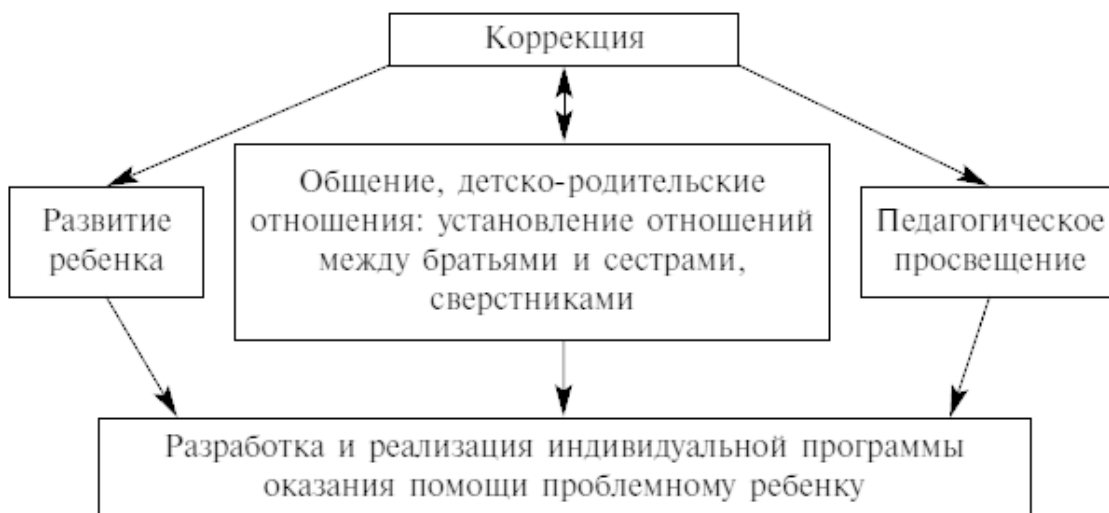 Коррекция
Развитие
ребенка
Общение, детско-родительские
отношения: установление отношений
между братьями и сестрами,
сверстниками
Педагогическое
просвещение
Разработка и реализация индивидуальной программы
оказания помощи проблемному ребенку